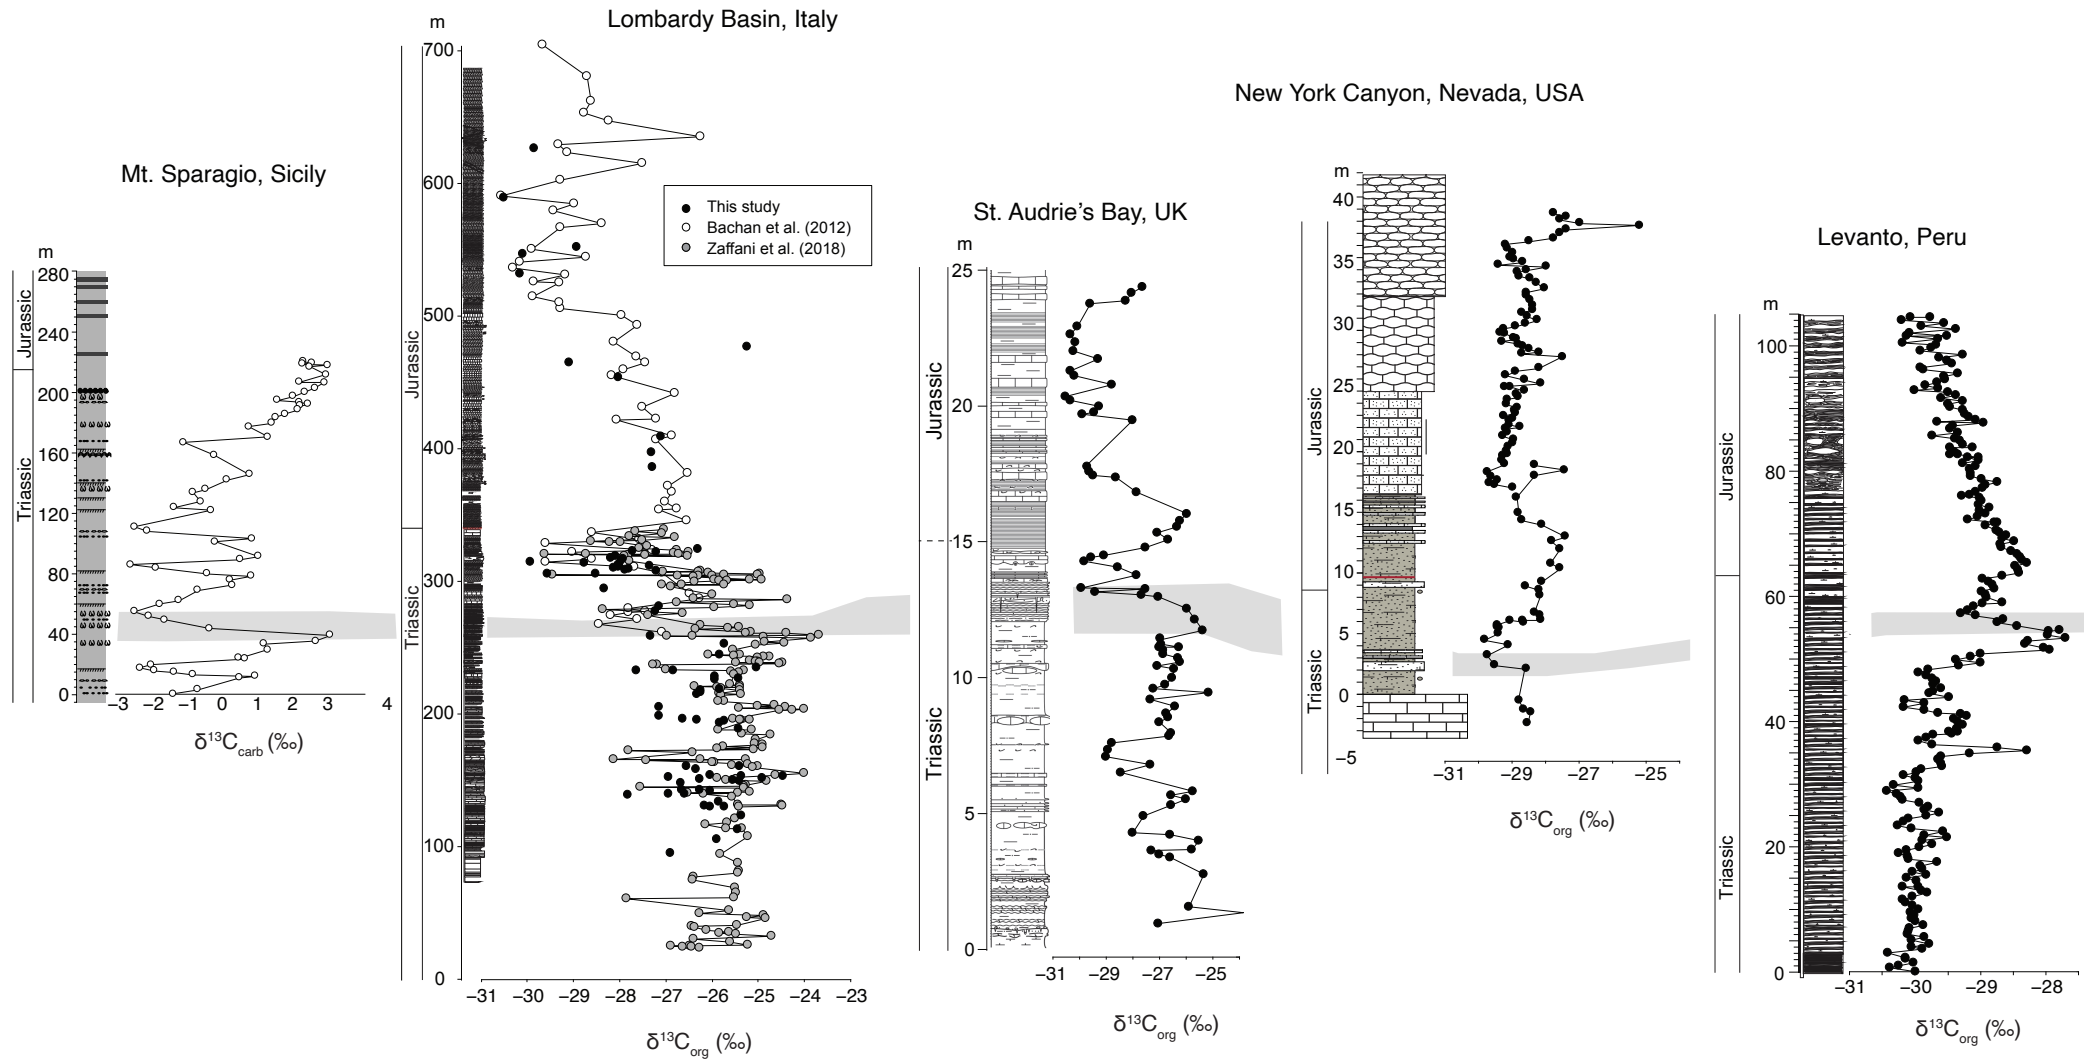 Lombardy Basin, Italy
New York Canyon, Nevada, USA
Mt. Sparagio, Sicily
St. Audrie's Bay, UK
Levanto, Peru
m
280
240
200
160
120
80
40
0
Jurassic
Triassic
−3 −2 −1 0 1 2 3 4
δ13Ccarb (‰)
m
700
600
500
400
300
200
100
0
Jurassic
Triassic
This study
Bachan et al. (2012)
Zaffani et al. (2018)
−31 −30 −29 −28 −27 −26 −25 −24 −23
δ13Corg (‰)
m
25
20
15
10
5
0
Jurassic
Triassic
−31 −29 −27 −25
δ13Corg (‰)
m
40
35
30
25
20
15
10
5
0
−5
Jurassic
Triassic
−31 −29 −27 −25
δ13Corg (‰)
m
100
80
60
40
20
0
Jurassic
Triassic
−31 −30 −29 −28
δ13Corg (‰)